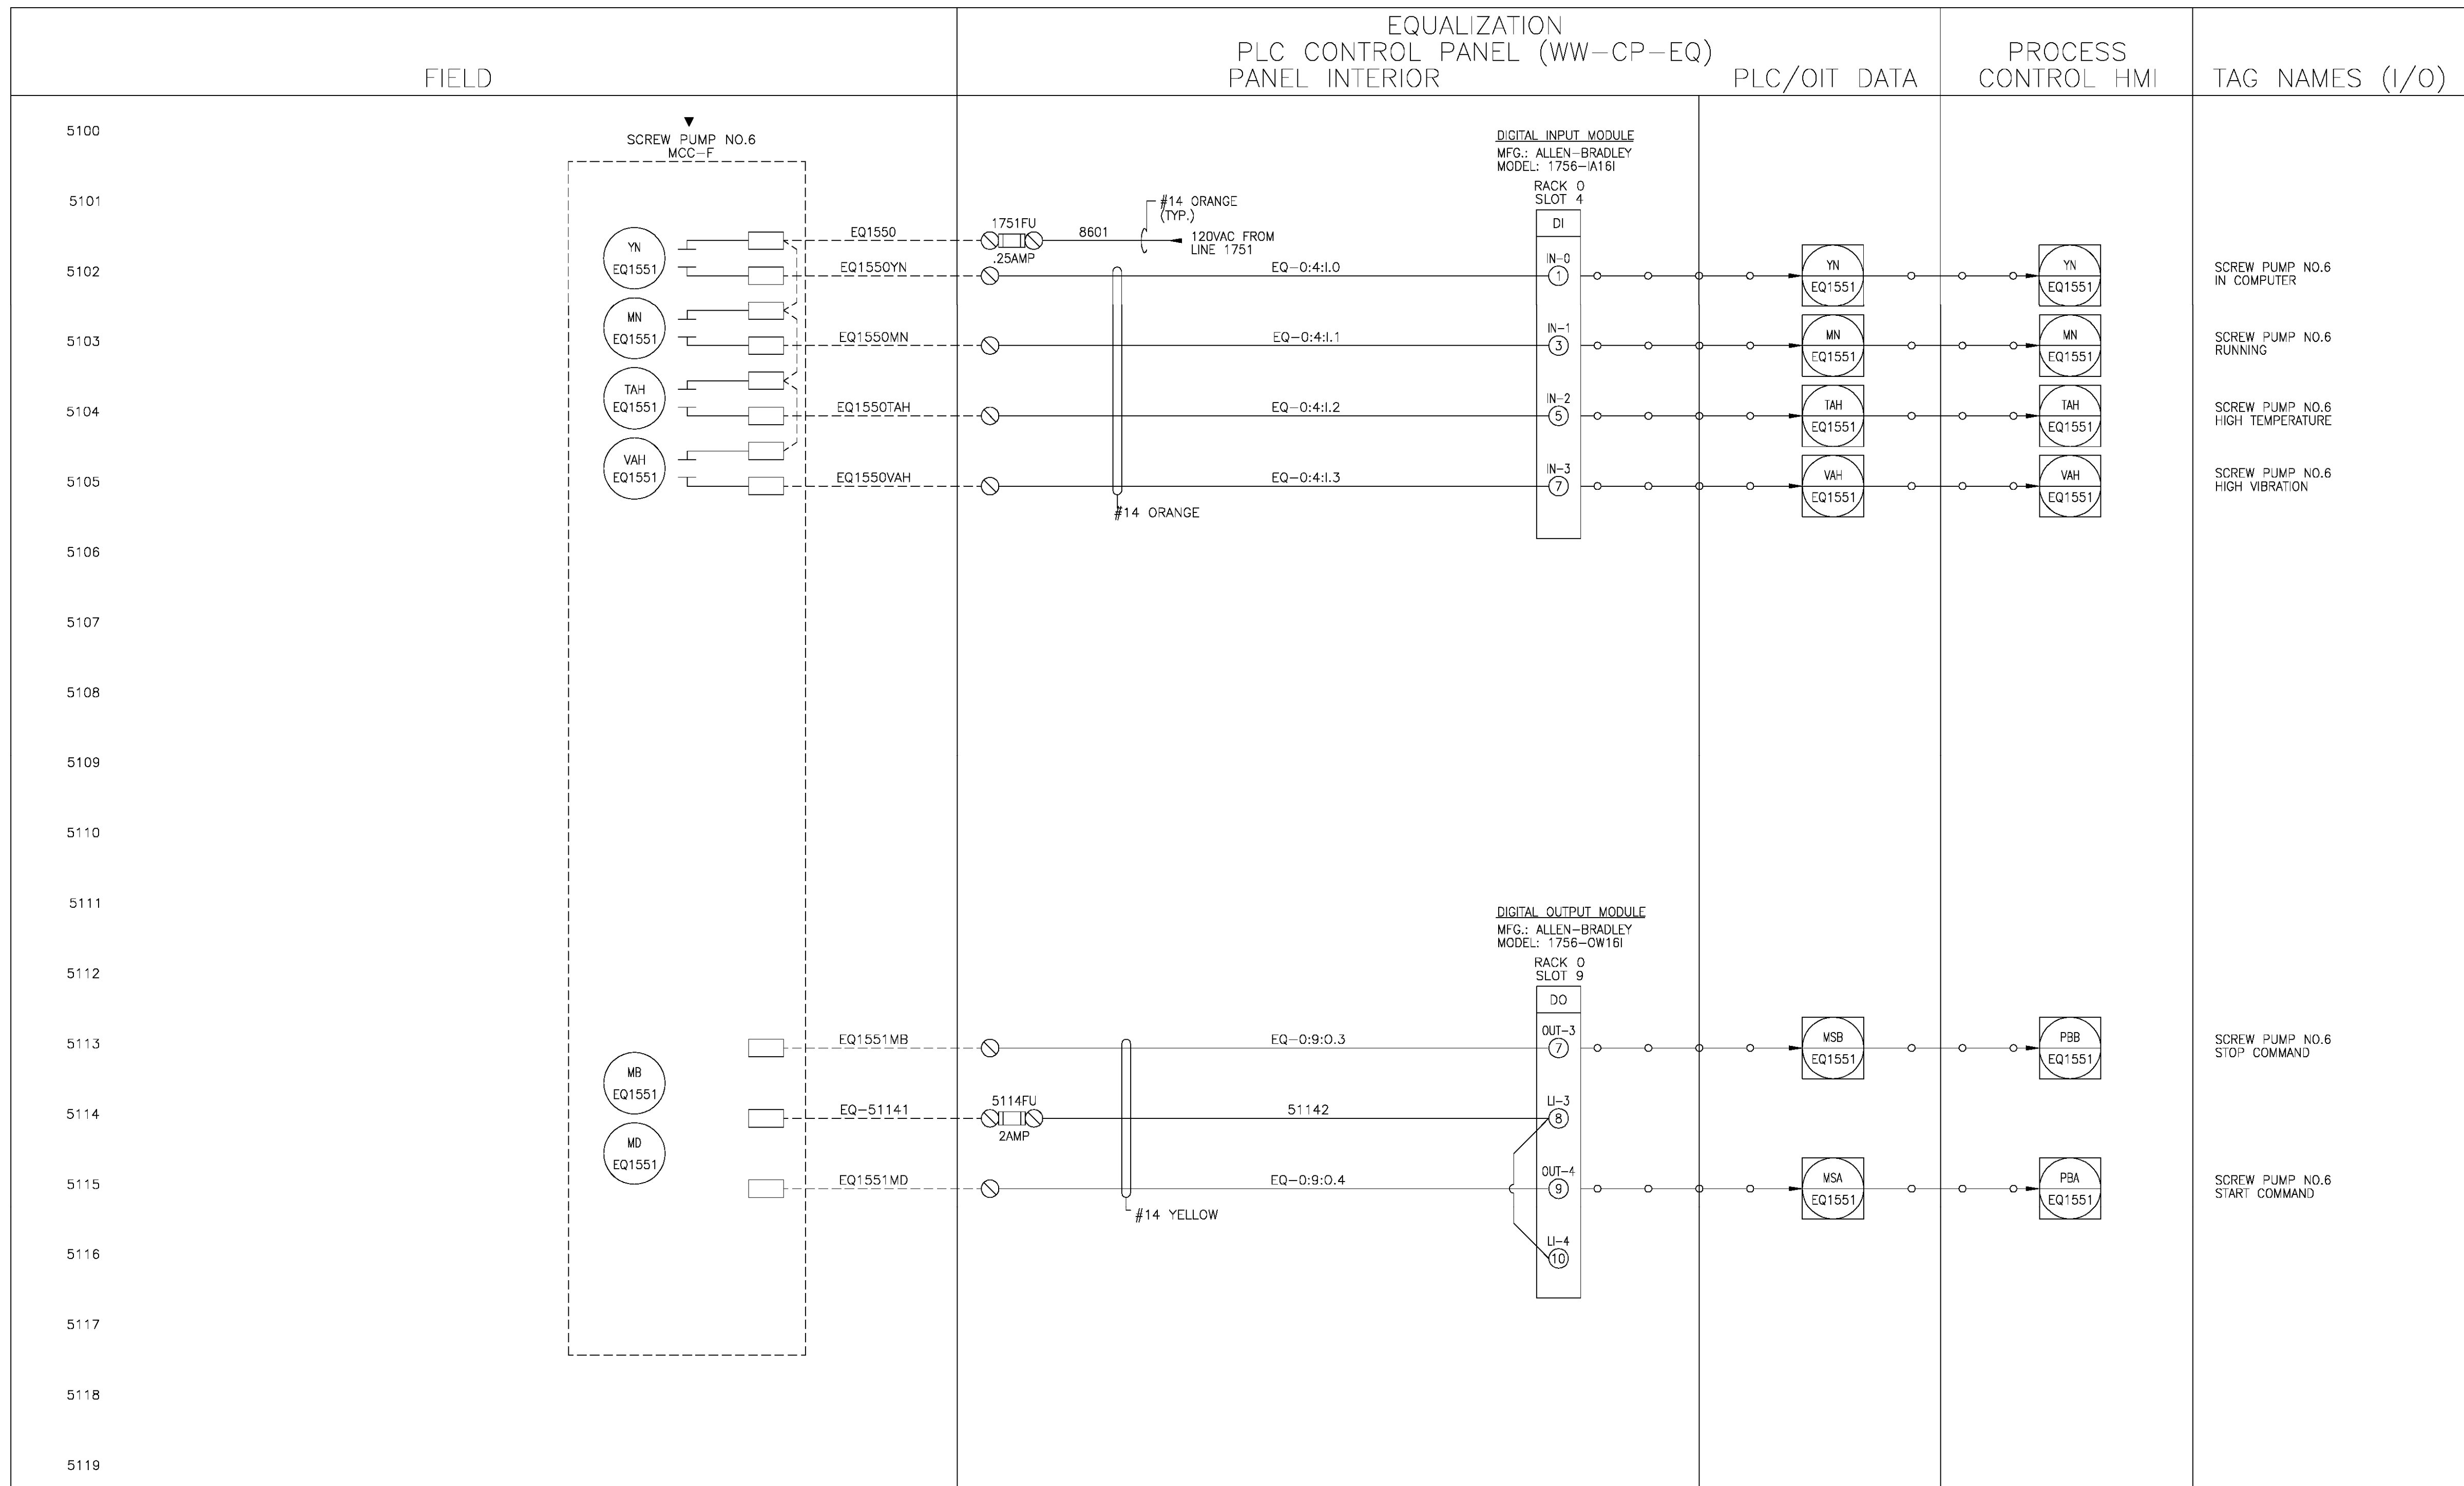 EQUALIZATION
PLC CONTROL PANEL (WW-CP-EQ)
FIELD
PANEL INTERIOR
PLC/OIT DATA
PROCESS
CONTROL HMI
TAG NAMES (I/O)
5100
SCREW PUMP NO.6
MCC-F
DIGITAL INPUT MODULE
MFG.: ALLEN-BRADLEY
MODEL: 1756-IA16I
RACK 0
SLOT 4
DI
5101
#14 ORANGE
(TYP.)
1751FU
.25AMP
EQ1550
8601
120VAC FROM
LINE 1751
YN
EQ1551
5102
EQ1550YN
EQ-0:4:I.0
IN-0
1
YN
EQ1551
YN
EQ1551
SCREW PUMP NO.6
IN COMPUTER
MN
EQ1551
5103
EQ1550MN
EQ-0:4:I.1
IN-1
3
MN
EQ1551
MN
EQ1551
SCREW PUMP NO.6
RUNNING
TAH
EQ1551
5104
EQ1550TAH
EQ-0:4:I.2
IN-2
5
TAH
EQ1551
TAH
EQ1551
SCREW PUMP NO.6
HIGH TEMPERATURE
VAH
EQ1551
5105
EQ1550VAH
EQ-0:4:I.3
IN-3
7
VAH
EQ1551
VAH
EQ1551
SCREW PUMP NO.6
HIGH VIBRATION
#14 ORANGE
5106
5107
5108
5109
5110
5111
DIGITAL OUTPUT MODULE
MFG.: ALLEN-BRADLEY
MODEL: 1756-OW16I
5112
RACK 0
SLOT 9
DO
5113
EQ1551MB
EQ-0:9:O.3
OUT-3
7
MSB
EQ1551
PBB
EQ1551
SCREW PUMP NO.6
STOP COMMAND
MB
EQ1551
5114
EQ-51141
5114FU
2AMP
51142
LI-3
8
MD
EQ1551
5115
EQ1551MD
EQ-0:9:O.4
OUT-4
9
MSA
EQ1551
PBA
EQ1551
SCREW PUMP NO.6
START COMMAND
#14 YELLOW
5116
LI-4
10
5117
5118
5119